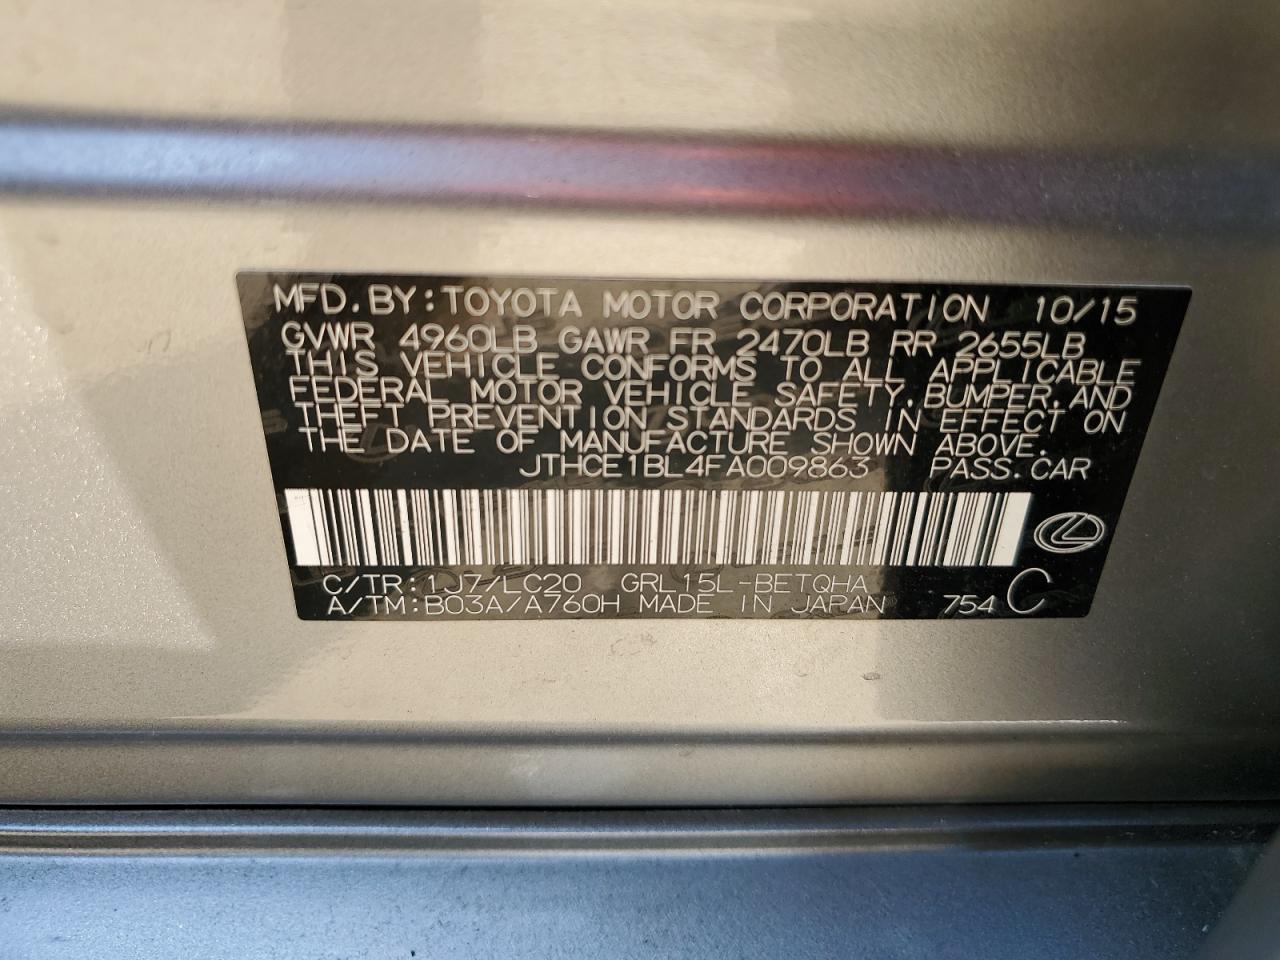 MFD.BY:TOYOTA MOTOR CORPORATION 10/15
GVWR 4960LB GAWR FR 2470LB RR 2655LB
THIS VEHICLE CONFORMS TO ALL APPLICABLE
FEDERAL MOTOR VEHICLE SAFETY,BUMPER,AND
THEFT PREVENTION STANDARDS IN EFFECT ON
THE DATE OF MANUFACTURE SHOWN ABOVE.
JTHCE1BL4FA009863 PASS.CAR
C/TR:1J7/LC20 GRL15L-BETQHA
A/TM:B03A/A760H MADE IN JAPAN 754 C